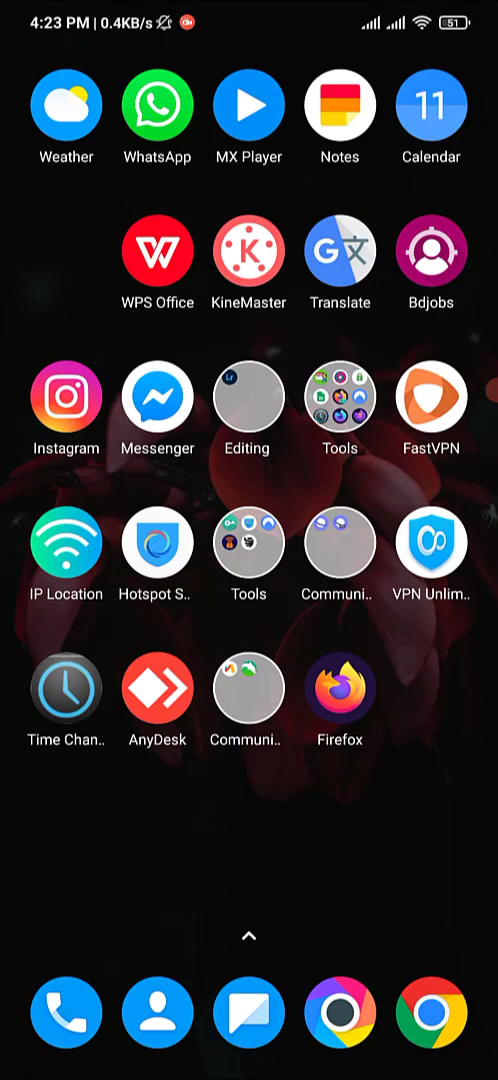 4:23 PM | 0.4KB/s 51
Weather WhatsApp MX Player Notes Calendar
11
WPS Office KineMaster Translate Bdjobs
Instagram Messenger Editing Tools FastVPN
Lr
IP Location Hotspot S.. Tools Communi.. VPN Unlim..
Time Chan.. AnyDesk Communi.. Firefox